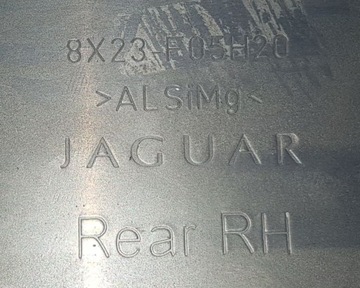 8X23-F05H20
>ALSiMg<
JAGUAR
Rear RH